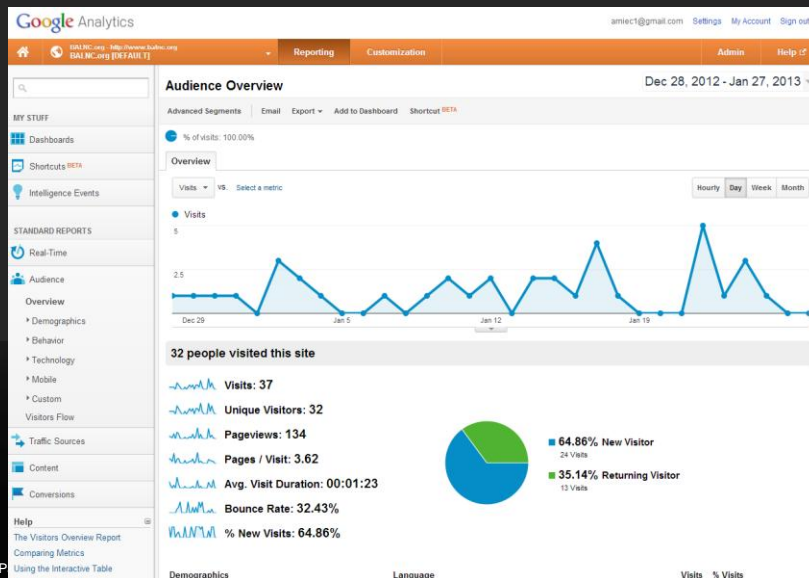 Google Analytics
amiec1@gmail.com Settings My Account Sign out
BALNC.org - http://www.balnc.org
BALNC.org [DEFAULT]
Reporting Customization Admin Help
Audience Overview
Dec 28, 2012 - Jan 27, 2013
Advanced Segments Email Export Add to Dashboard Shortcut BETA
% of visits: 100.00%
Overview
Visits VS. Select a metric
Hourly Day Week Month
Visits
5
2.5
Dec 29 Jan 5 Jan 12 Jan 19
MY STUFF
Dashboards
Shortcuts BETA
Intelligence Events
STANDARD REPORTS
Real-Time
Audience
Overview
Demographics
Behavior
Technology
Mobile
Custom
Visitors Flow
Traffic Sources
Content
Conversions
Help
The Visitors Overview Report
Comparing Metrics
Using the Interactive Table
32 people visited this site
Visits: 37
Unique Visitors: 32
Pageviews: 134
Pages / Visit: 3.62
Avg. Visit Duration: 00:01:23
Bounce Rate: 32.43%
% New Visits: 64.86%
64.86% New Visitor
24 Visits
35.14% Returning Visitor
13 Visits
Demographics Language Visits % Visits